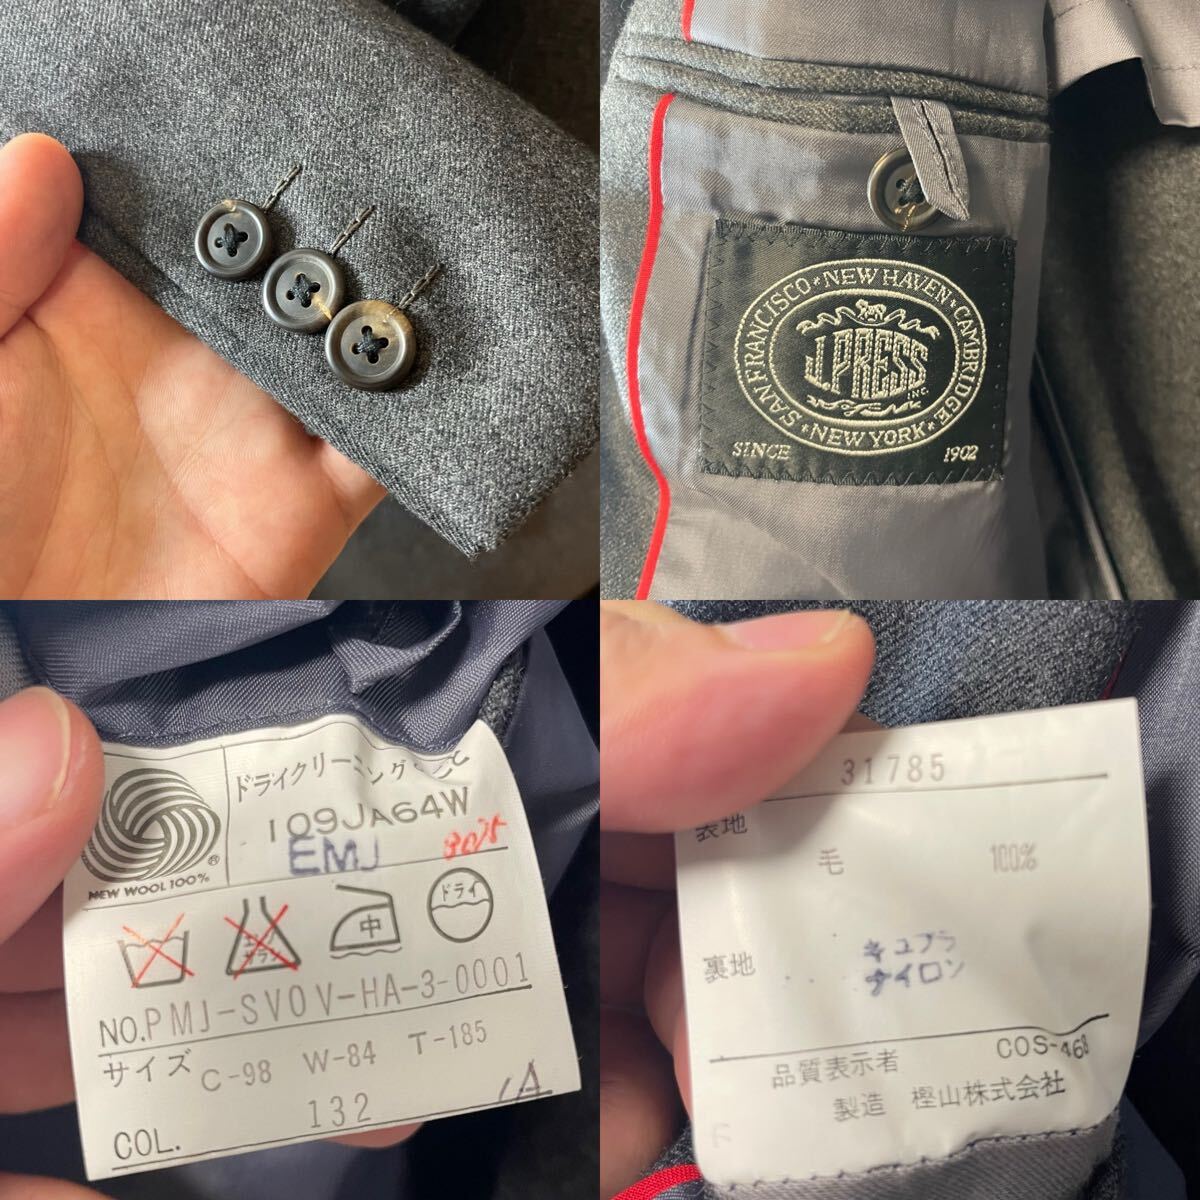 SAN FRANCISCO * NEW HAVEN * CAMBRIDGE * NEW YORK *
J.PRESS
INC.
SINCE 1902
ドライクリーニング
109JA64W
EMJ
NEW WOOL 100%
中
ドライ
NO.PMJ-SVOV-HA-3-0001
サイズ C-98 W-84 T-185
132
COL.
31785
表地
毛 100%
裏地 キュプラ
ナイロン
COS-468
品質表示者
製造 樫山株式会社